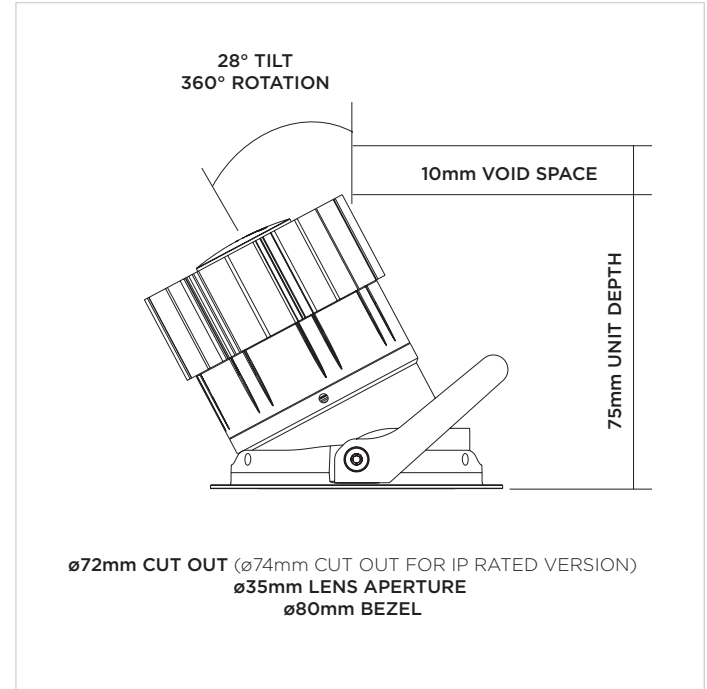 28° TILT
360° ROTATION
10mm VOID SPACE
75mm UNIT DEPTH
ø72mm CUT OUT (ø74mm CUT OUT FOR IP RATED VERSION)
ø35mm LENS APERTURE
ø80mm BEZEL